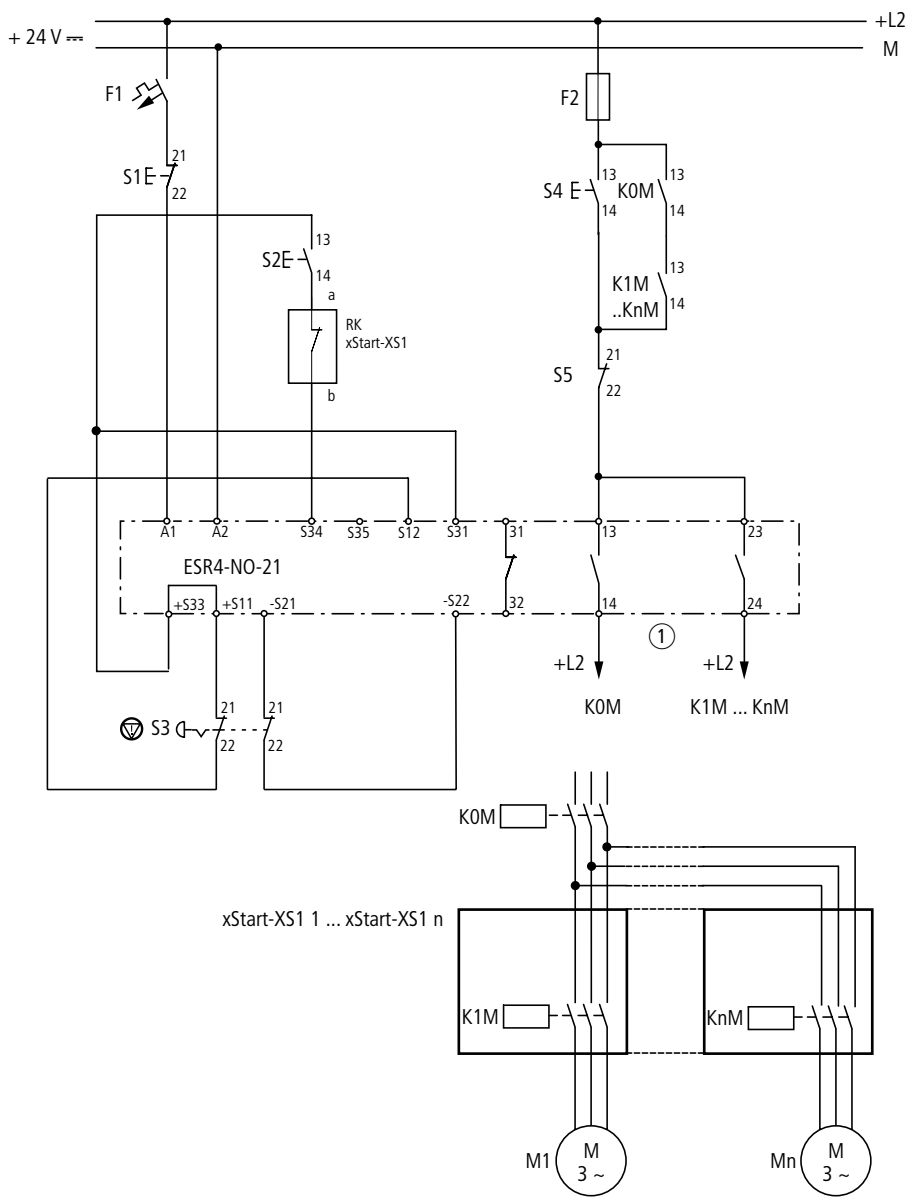 +L2
+ 24 V
M
F1
F2
21
S1E
22
13
S4 E
14
K0M
13
14
13
S2E
14
a
RK
xStart-XS1
b
13
K1M
..KnM
14
21
S5
22
A1
A2
S34
S35
S12
S31
31
13
23
ESR4-NO-21
+S33
+S11
-S21
-S22
32
14
24
1
+L2
+L2
K0M
K1M ... KnM
S3
21
22
21
22
K0M
xStart-XS1 1 ... xStart-XS1 n
K1M
KnM
M1
M
3 ~
Mn
M
3 ~